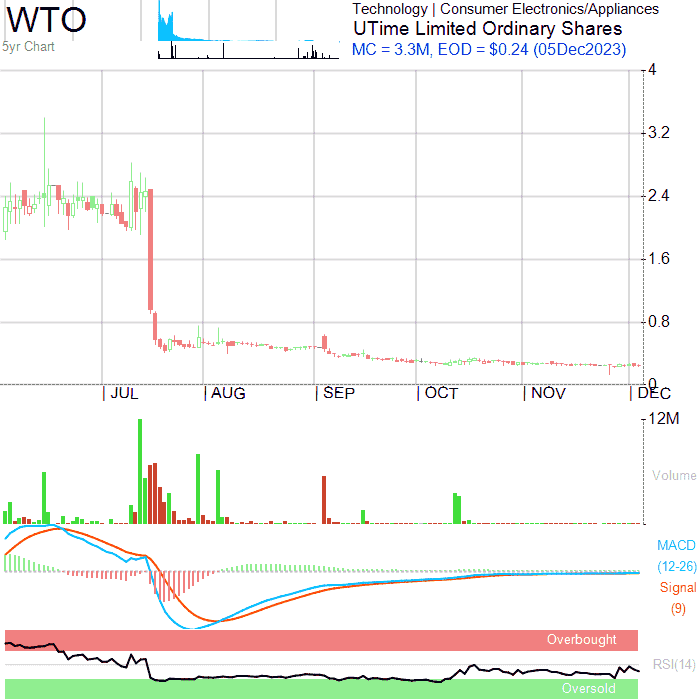 WTO
5yr Chart
Technology | Consumer Electronics/Appliances
UTime Limited Ordinary Shares
MC = 3.3M, EOD = $0.24 (05Dec2023)
4
3.2
2.4
1.6
0.8
0
JUL AUG SEP OCT NOV DEC
12M
Volume
MACD
(12-26)
Signal
(9)
Overbought
RSI(14)
Oversold